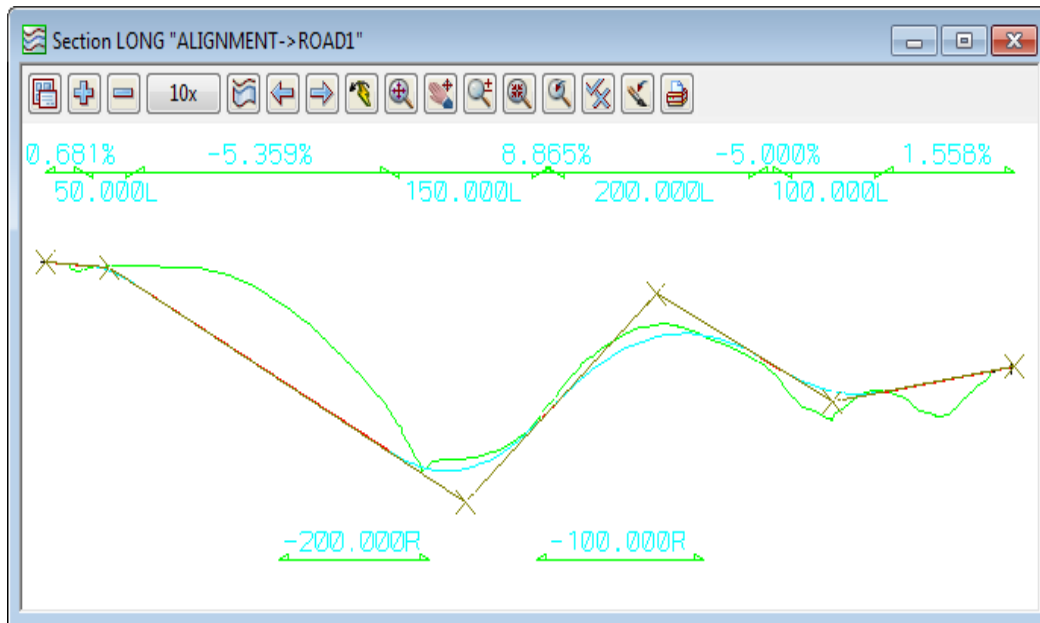 Section LONG "ALIGNMENT->ROAD1"
10x
0.681% -5.359% 8.865% -5.000% 1.558%
50.000L 150.000L 200.000L 100.000L
-200.000R -100.000R